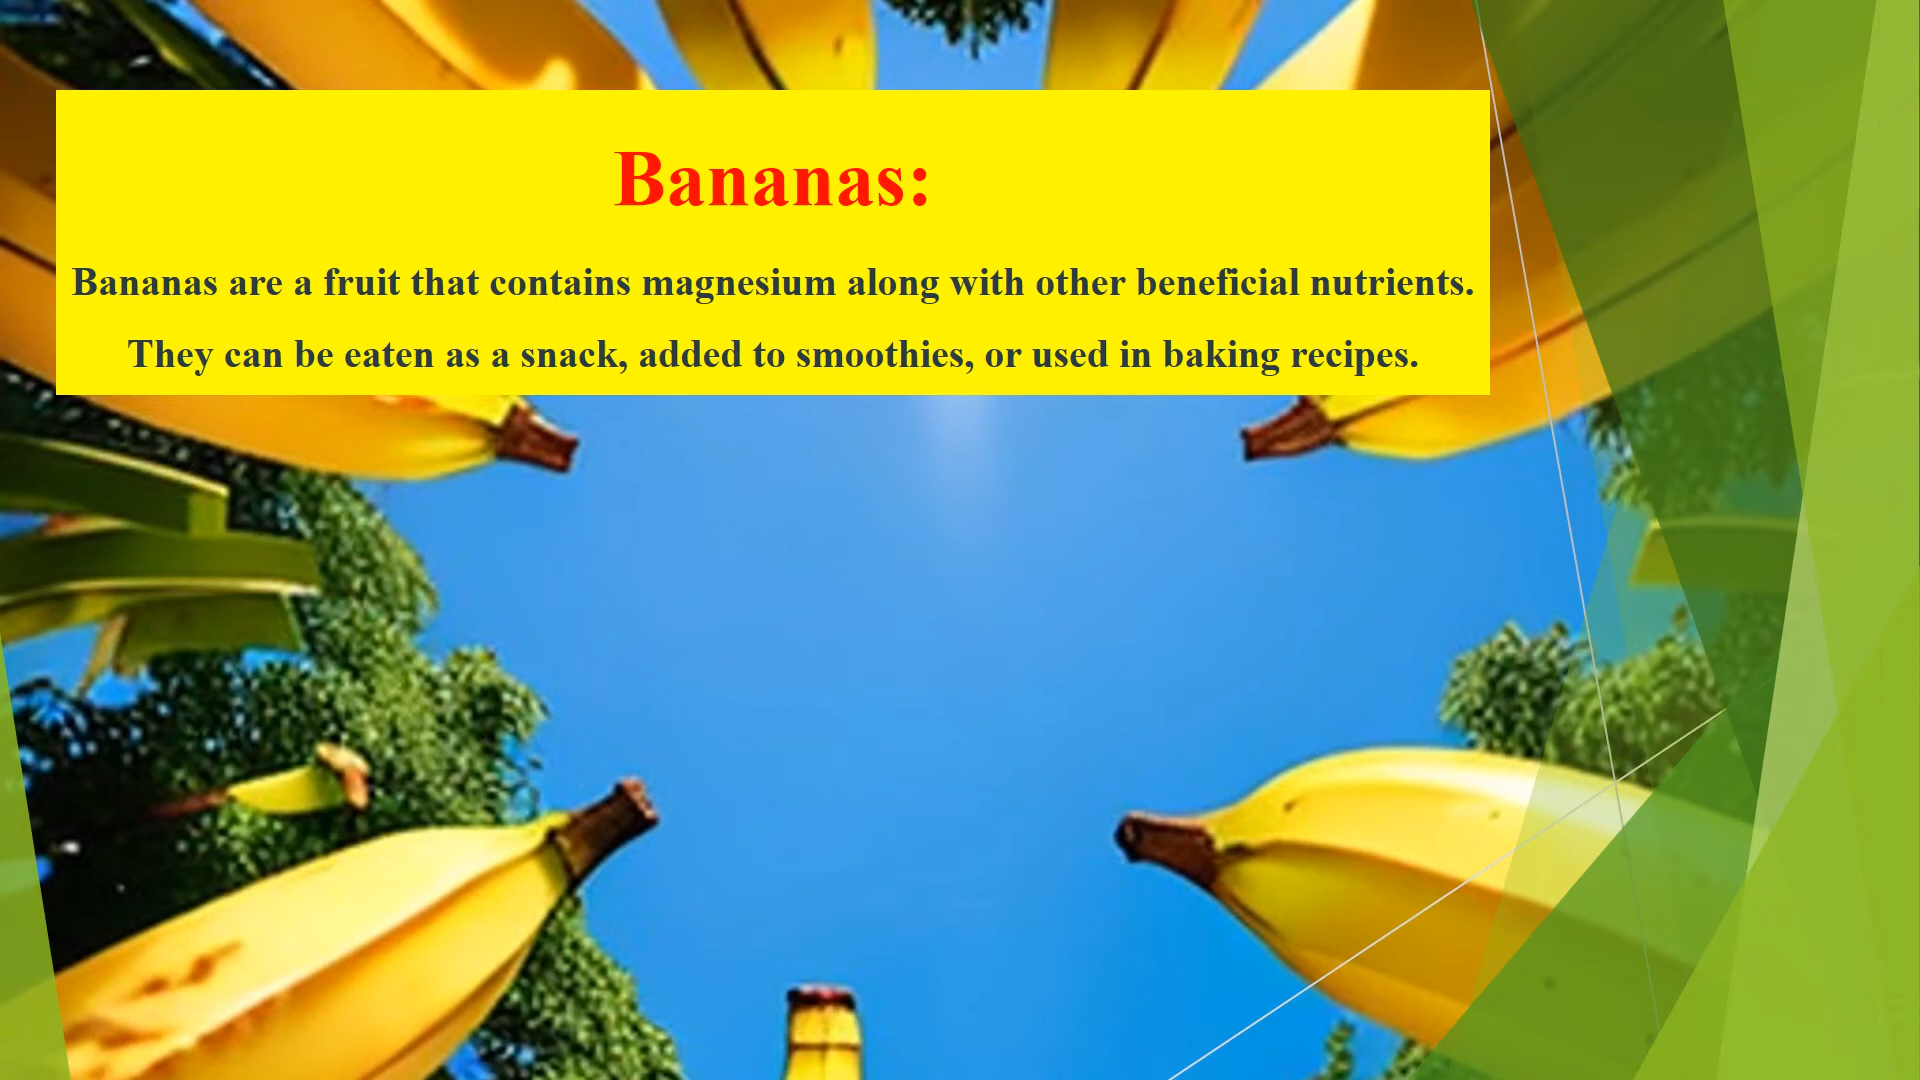 Bananas:
Bananas are a fruit that contains magnesium along with other beneficial nutrients.
They can be eaten as a snack, added to smoothies, or used in baking recipes.